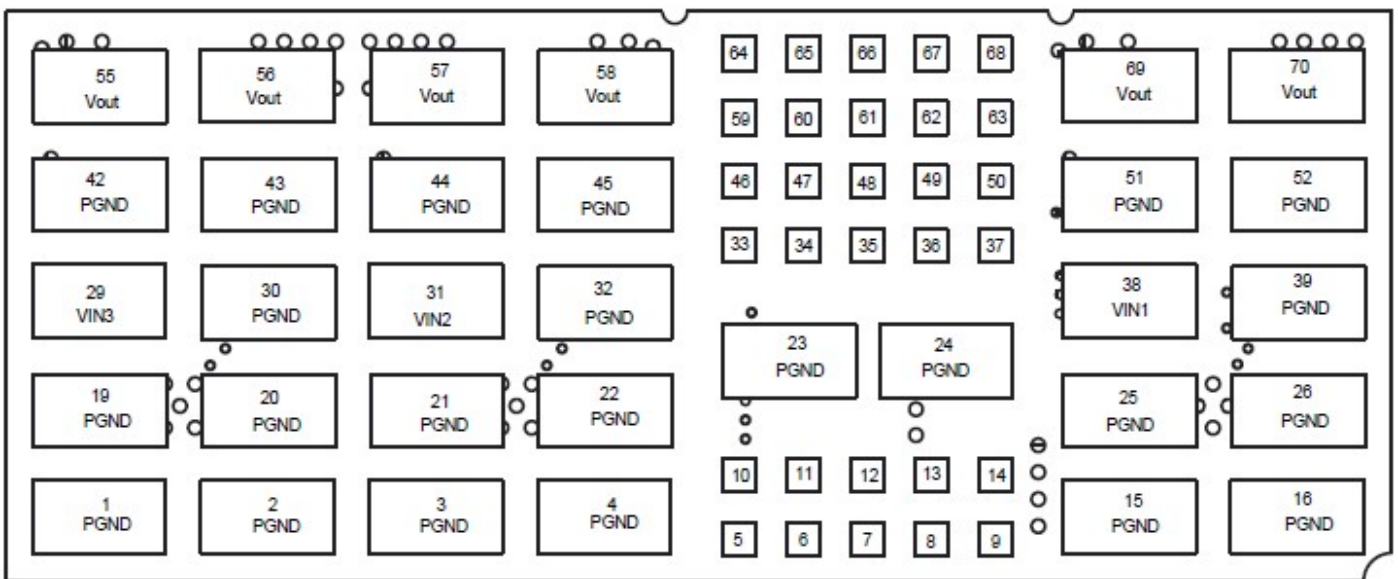 55
Vout
56
Vout
57
Vout
58
Vout
64 65 66 67 68
69
Vout
70
Vout
59 60 61 62 63
42
PGND
43
PGND
44
PGND
45
PGND
46 47 48 49 50
51
PGND
52
PGND
33 34 35 36 37
29
VIN3
30
PGND
31
VIN2
32
PGND
38
VIN1
39
PGND
23
PGND
24
PGND
19
PGND
20
PGND
21
PGND
22
PGND
25
PGND
26
PGND
10 11 12 13 14
1
PGND
2
PGND
3
PGND
4
PGND
5 6 7 8 9
15
PGND
16
PGND